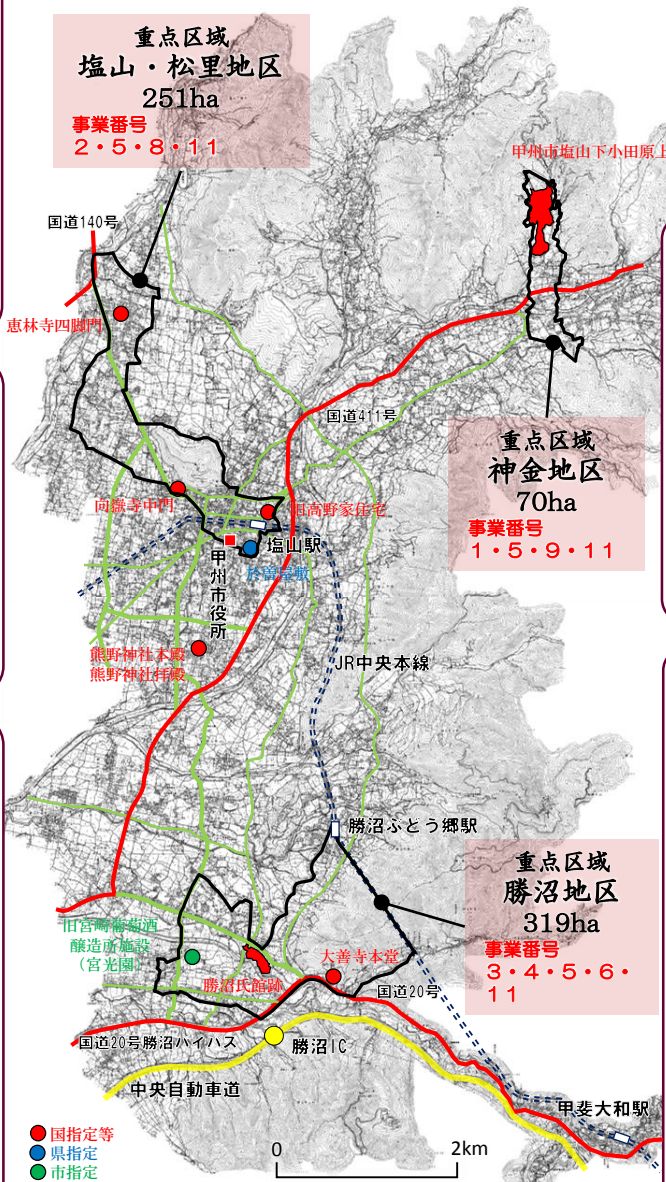 重点区域
塩山・松里地区
251ha
事業番号
2・5・8・11
甲州市塩山下小田原上
国道140号
恵林寺四脚門
国道411号
重点区域
神金地区
70ha
事業番号
1・5・9・11
向嶽寺中門
旧高野家住宅
塩山駅
甲州市役所
於曽屋敷
熊野神社本殿
熊野神社拝殿
JR中央本線
勝沼ぶどう郷駅
重点区域
勝沼地区
319ha
事業番号
3・4・5・6・
11
旧宮崎葡萄酒
醸造所施設
（宮光園）
大善寺本堂
勝沼氏館跡
国道20号
国道20号勝沼バイパス
勝沼IC
中央自動車道
甲斐大和駅
国指定等
県指定
市指定
0
2km